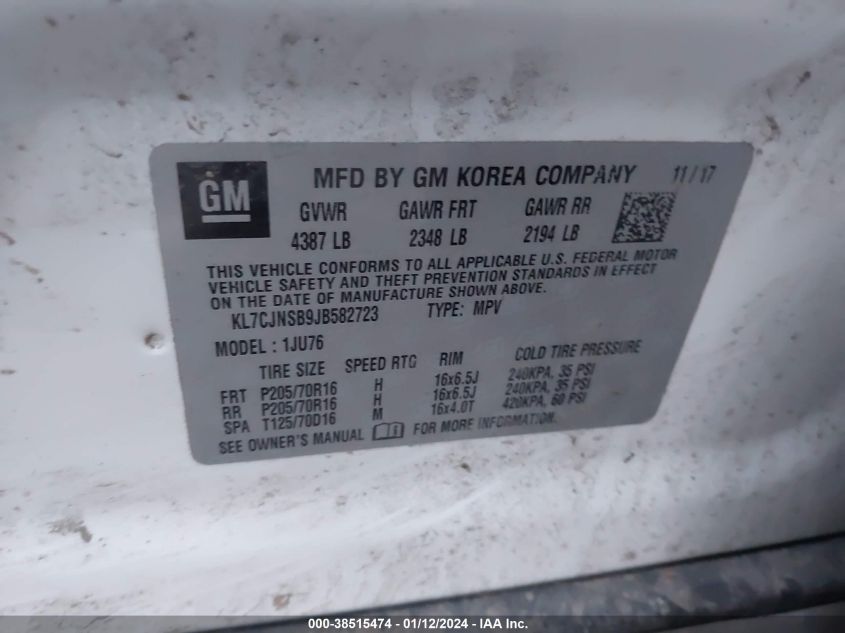 GM
MFD BY GM KOREA COMPANY 11/17
GVWR GAWR FRT GAWR RR
4387 LB 2348 LB 2194 LB
THIS VEHICLE CONFORMS TO ALL APPLICABLE U.S. FEDERAL MOTOR
VEHICLE SAFETY AND THEFT PREVENTION STANDARDS IN EFFECT
ON THE DATE OF MANUFACTURE SHOWN ABOVE.
KL7CJNSB9JB582723 TYPE: MPV
MODEL : 1JU76
TIRE SIZE SPEED RTG RIM COLD TIRE PRESSURE
FRT P205/70R16 H 16x6.5J 240KPA, 35 PSI
RR P205/70R16 H 16x6.5J 240KPA, 35 PSI
SPA T125/70D16 M 16x4.0T 420KPA, 60 PSI
SEE OWNER'S MANUAL FOR MORE INFORMATION.
000-38515474 - 01/12/2024 - IAA Inc.